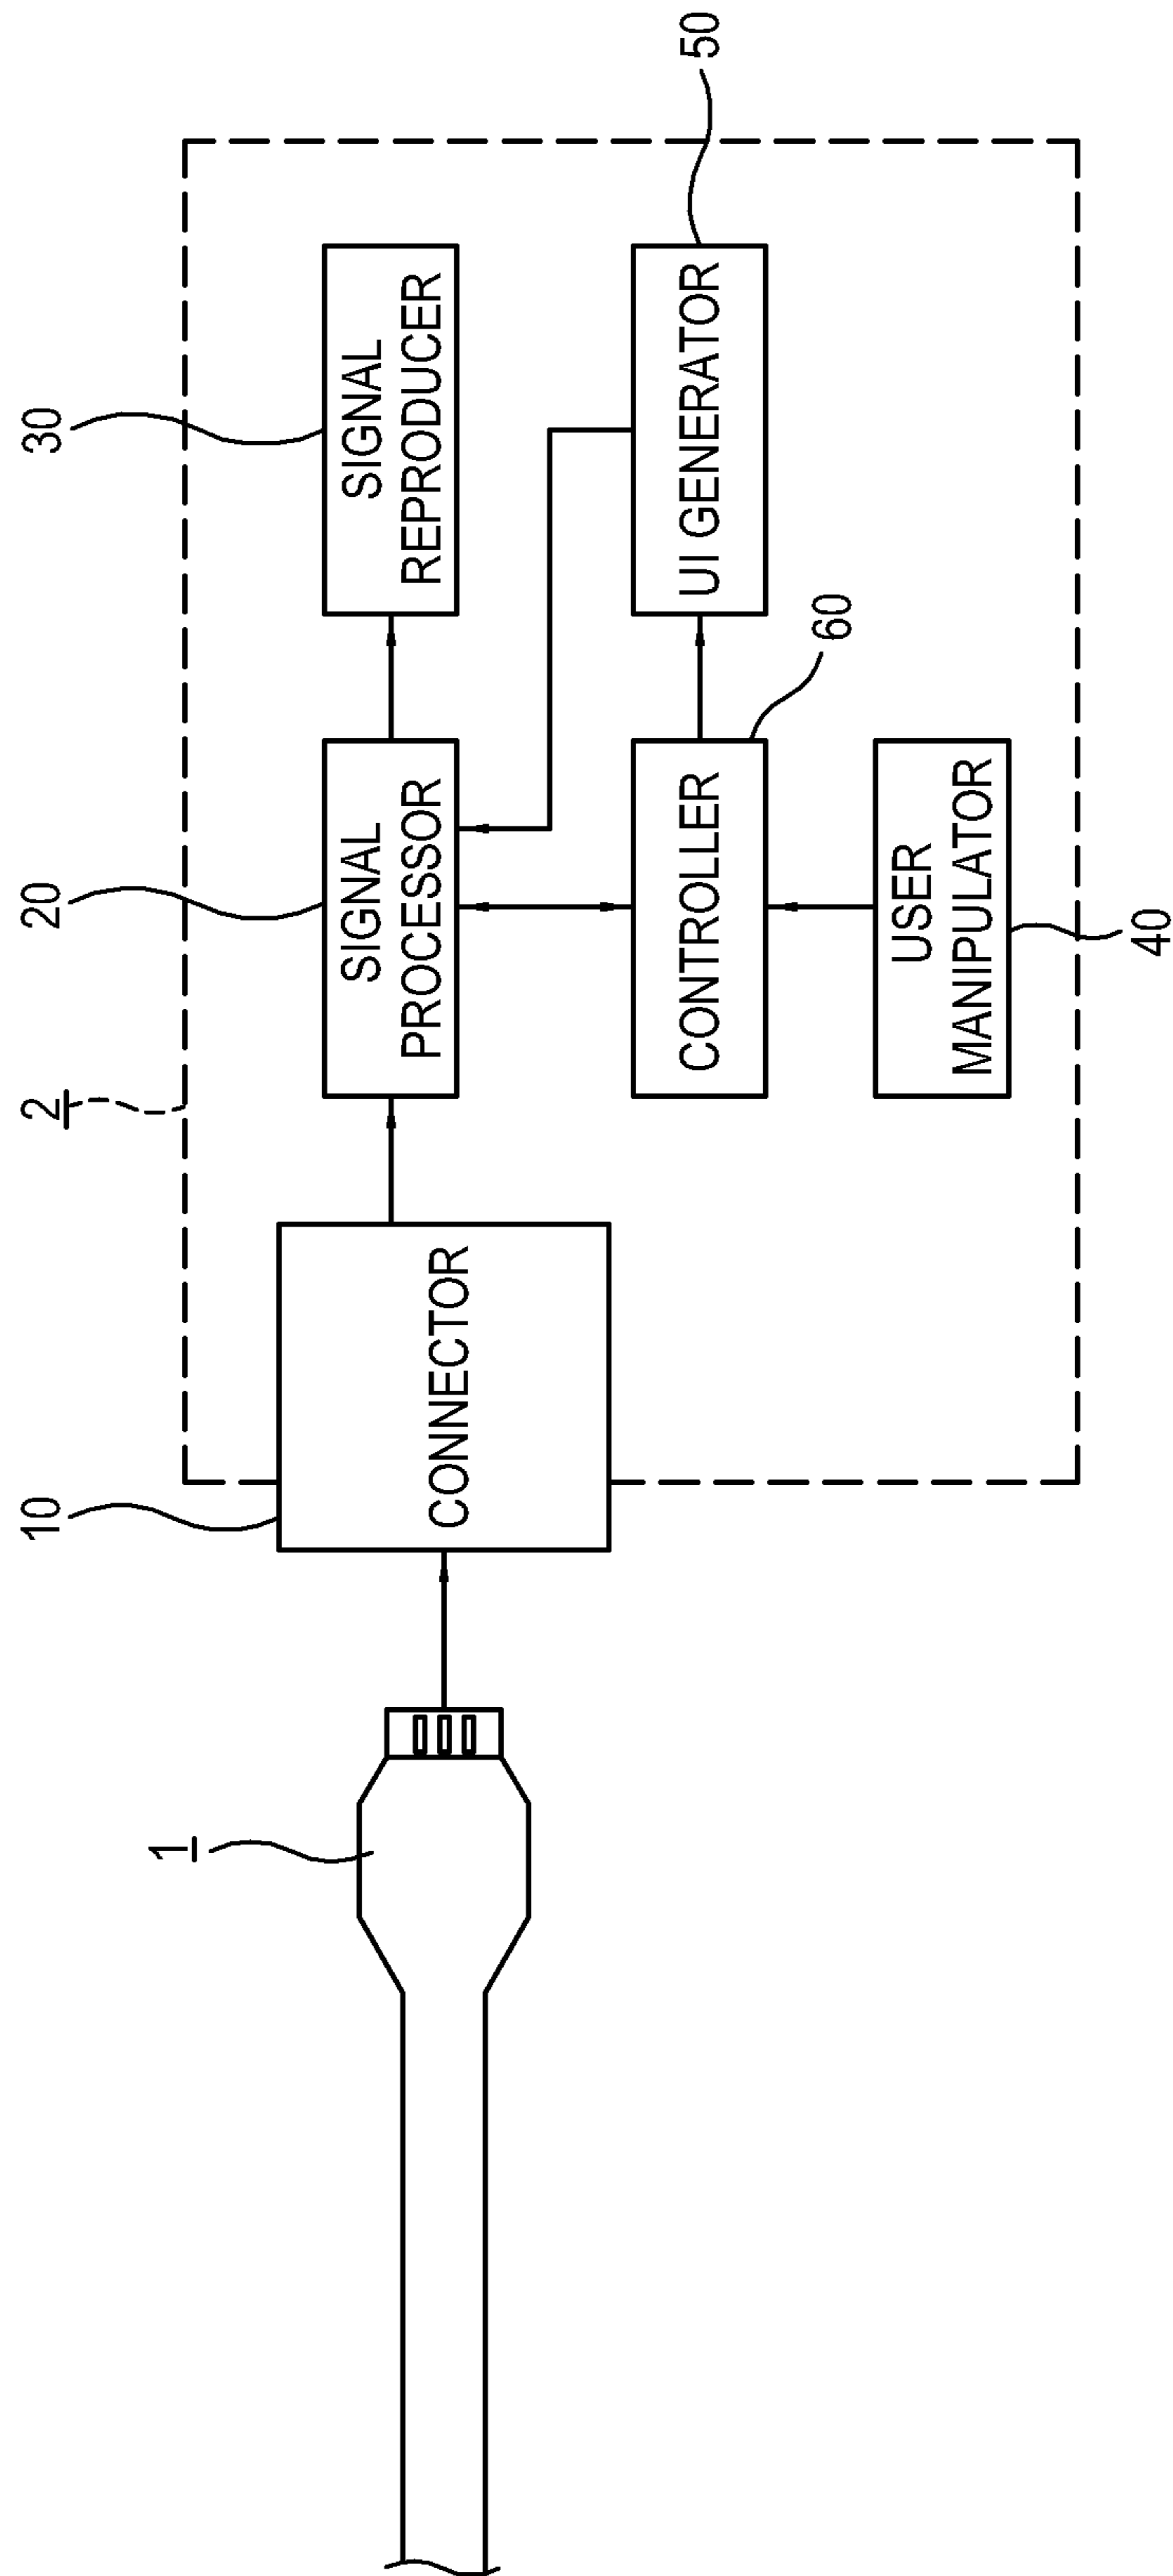 2
10
20
30
1
CONNECTOR
SIGNAL
PROCESSOR
SIGNAL
REPRODUCER
CONTROLLER
60
UI GENERATOR
50
USER
MANIPULATOR
40